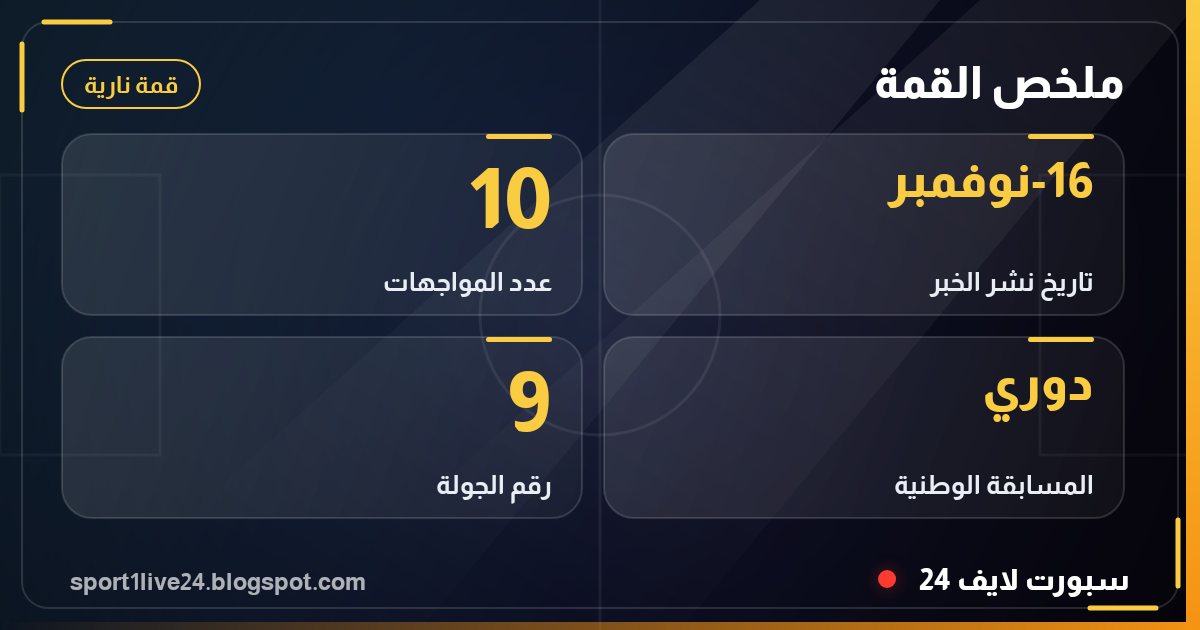 ملخص القمة
قمة نارية
16-نوفمبر
تاريخ نشر الخبر
10
عدد المواجهات
دوري
المسابقة الوطنية
9
رقم الجولة
سبورت لايف 24
sport1live24.blogspot.com